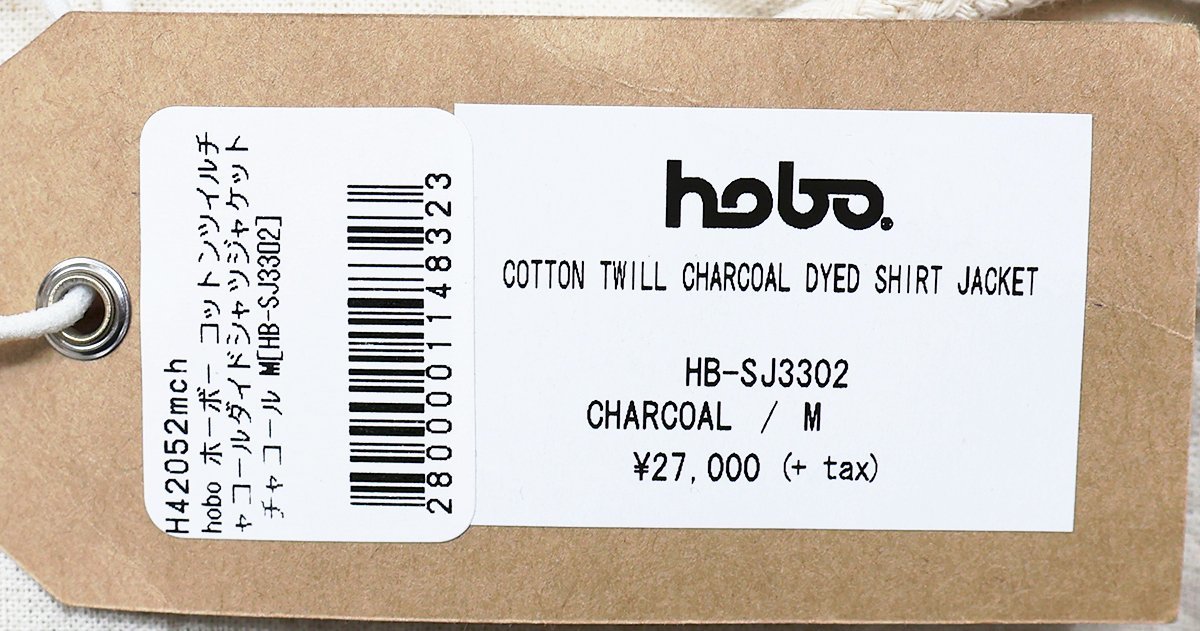 H42052mch
hobo ホーボー コットンツイルチ
ャコールダイドシャツジャケット
チャコール M[HB-SJ3302]
2800001148323
hobo.
COTTON TWILL CHARCOAL DYED SHIRT JACKET
HB-SJ3302
CHARCOAL / M
¥27,000 (+ tax)